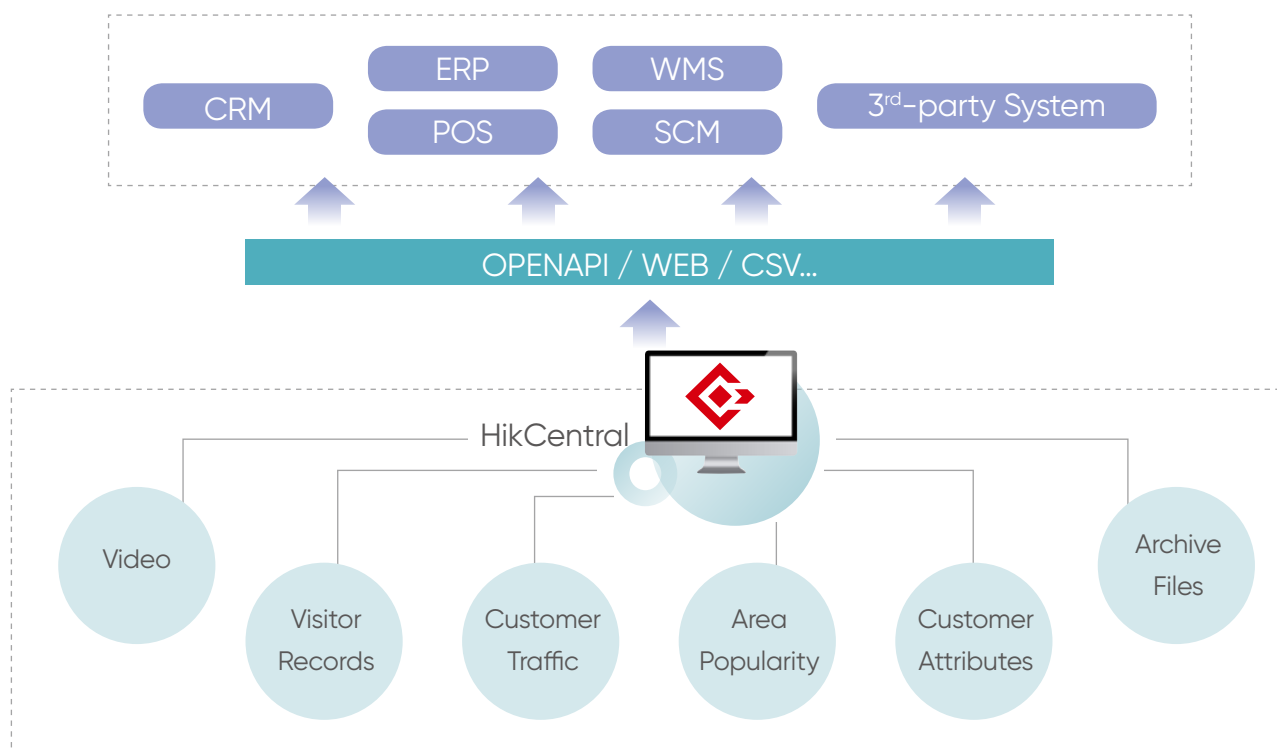 ERP
WMS
CRM
3rd-party System
POS
SCM
OPENAPI / WEB / CSV...
HikCentral
Video
Visitor
Records
Customer
Traffic
Area
Popularity
Customer
Attributes
Archive
Files